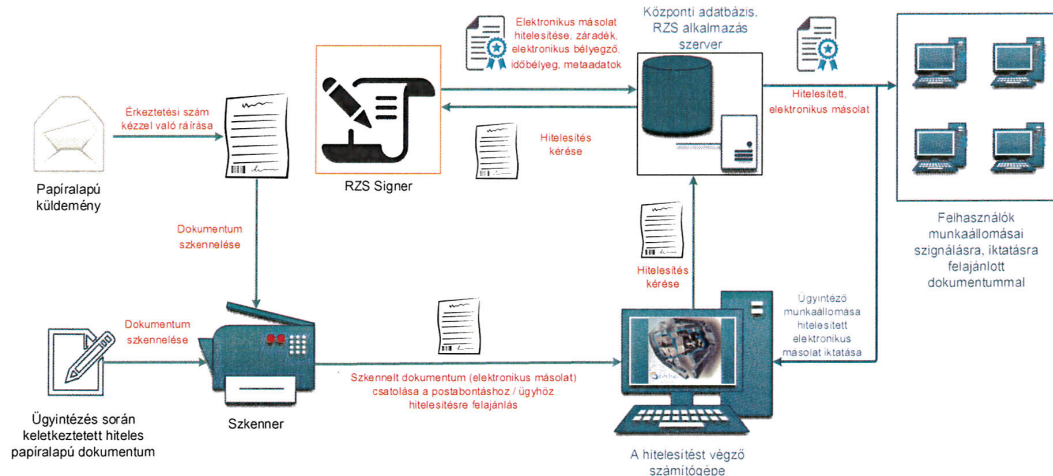 Elektronikus másolat
hitelesítése, záradék,
elektronikus bélyegző,
időbélyeg, metaadatok
Központi adatbázis,
RZS alkalmazás
szerver
Érkeztetési szám
kézzel való ráírása
Hitelesített,
elektronikus másolat
Hitelesítés
kérése
Papíralapú
küldemény
RZS Signer
Dokumentum
szkennelése
Hitelesítés
kérése
Felhasználók
munkaállomásai
szignálásra, iktatásra
felajánlott
dokumentummal
Dokumentum
szkennelése
Ügyintéző
munkaállomása
hitelesített
elektronikus
másolat iktatása
Szkennelt dokumentum (elektronikus másolat)
csatolása a postabontáshoz / ügyhöz
hitelesítésre felajánlás
Szkenner
Ügyintézés során
keletkeztetett hiteles
papíralapú dokumentum
A hitelesítést végző
számítógépe